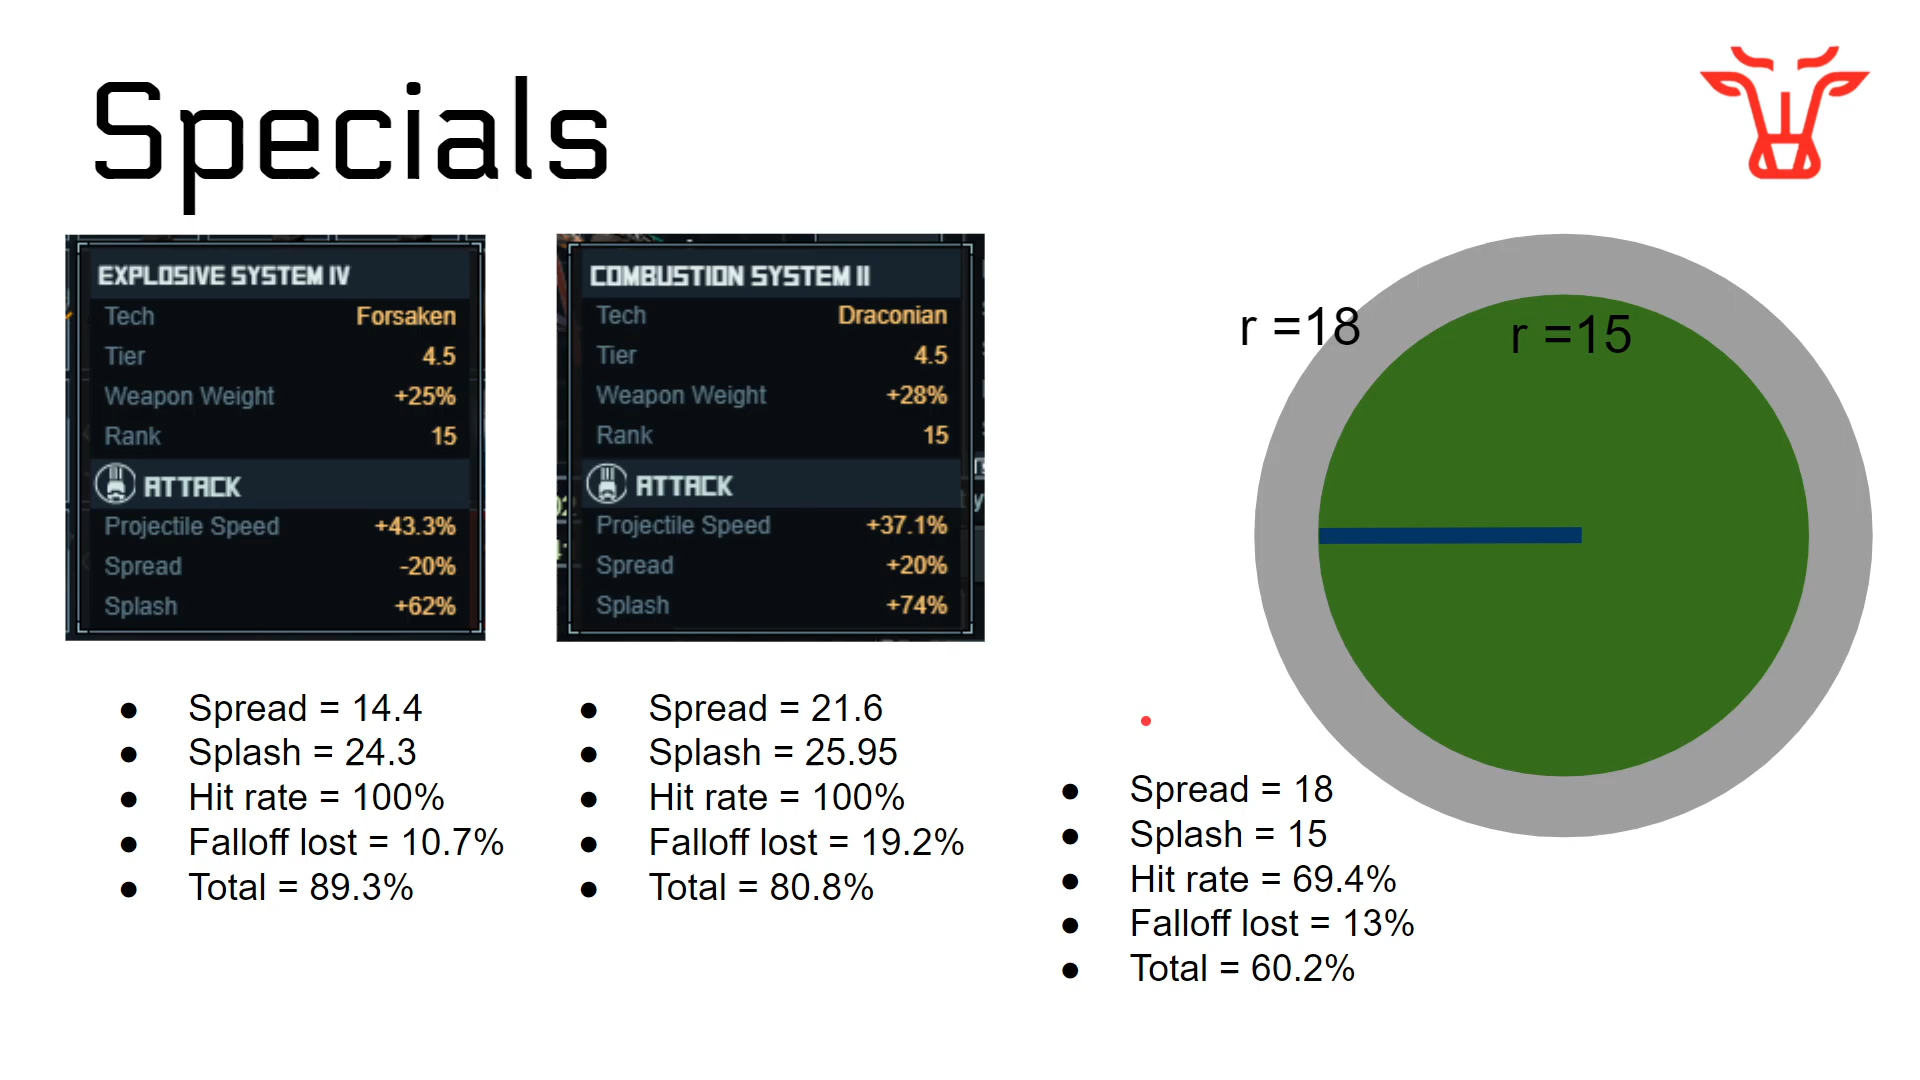 Specials
EXPLOSIVE SYSTEM IV
Tech Forsaken
Tier 4.5
Weapon Weight +25%
Rank 15
ATTACK
Projectile Speed +43.3%
Spread -20%
Splash +62%
COMBUSTION SYSTEM II
Tech Draconian
Tier 4.5
Weapon Weight +28%
Rank 15
ATTACK
Projectile Speed +37.1%
Spread +20%
Splash +74%
r =18
r =15
● Spread = 14.4
● Splash = 24.3
● Hit rate = 100%
● Falloff lost = 10.7%
● Total = 89.3%
● Spread = 21.6
● Splash = 25.95
● Hit rate = 100%
● Falloff lost = 19.2%
● Total = 80.8%
● Spread = 18
● Splash = 15
● Hit rate = 69.4%
● Falloff lost = 13%
● Total = 60.2%